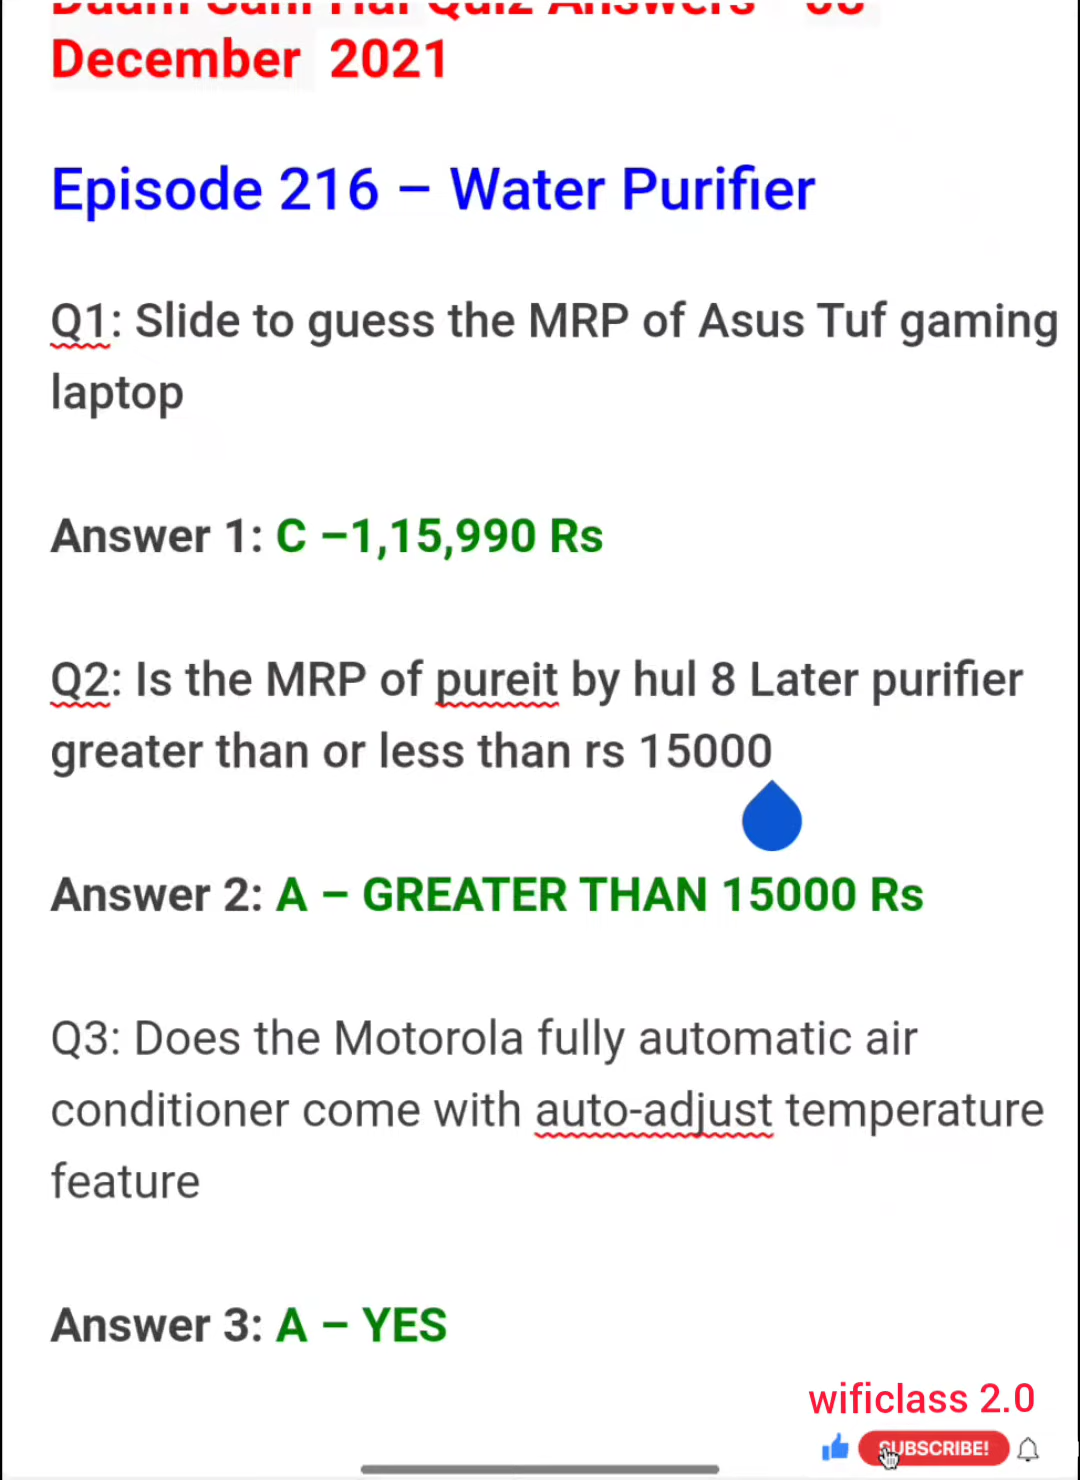 December 2021
Episode 216 – Water Purifier
Q1: Slide to guess the MRP of Asus Tuf gaming
laptop
Answer 1: C –1,15,990 Rs
Q2: Is the MRP of pureit by hul 8 Later purifier
greater than or less than rs 15000
Answer 2: A – GREATER THAN 15000 Rs
Q3: Does the Motorola fully automatic air
conditioner come with auto-adjust temperature
feature
Answer 3: A – YES
wificlass 2.0
SUBSCRIBE!